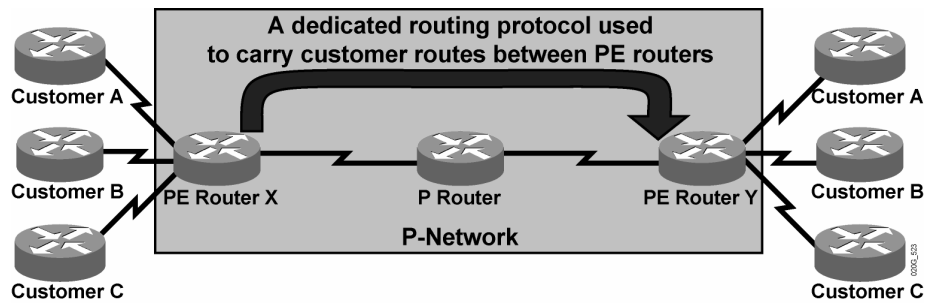 A dedicated routing protocol used
to carry customer routes between PE routers
Customer A
Customer A
Customer B
PE Router X
P Router
PE Router Y
Customer B
P-Network
Customer C
Customer C
020G_523